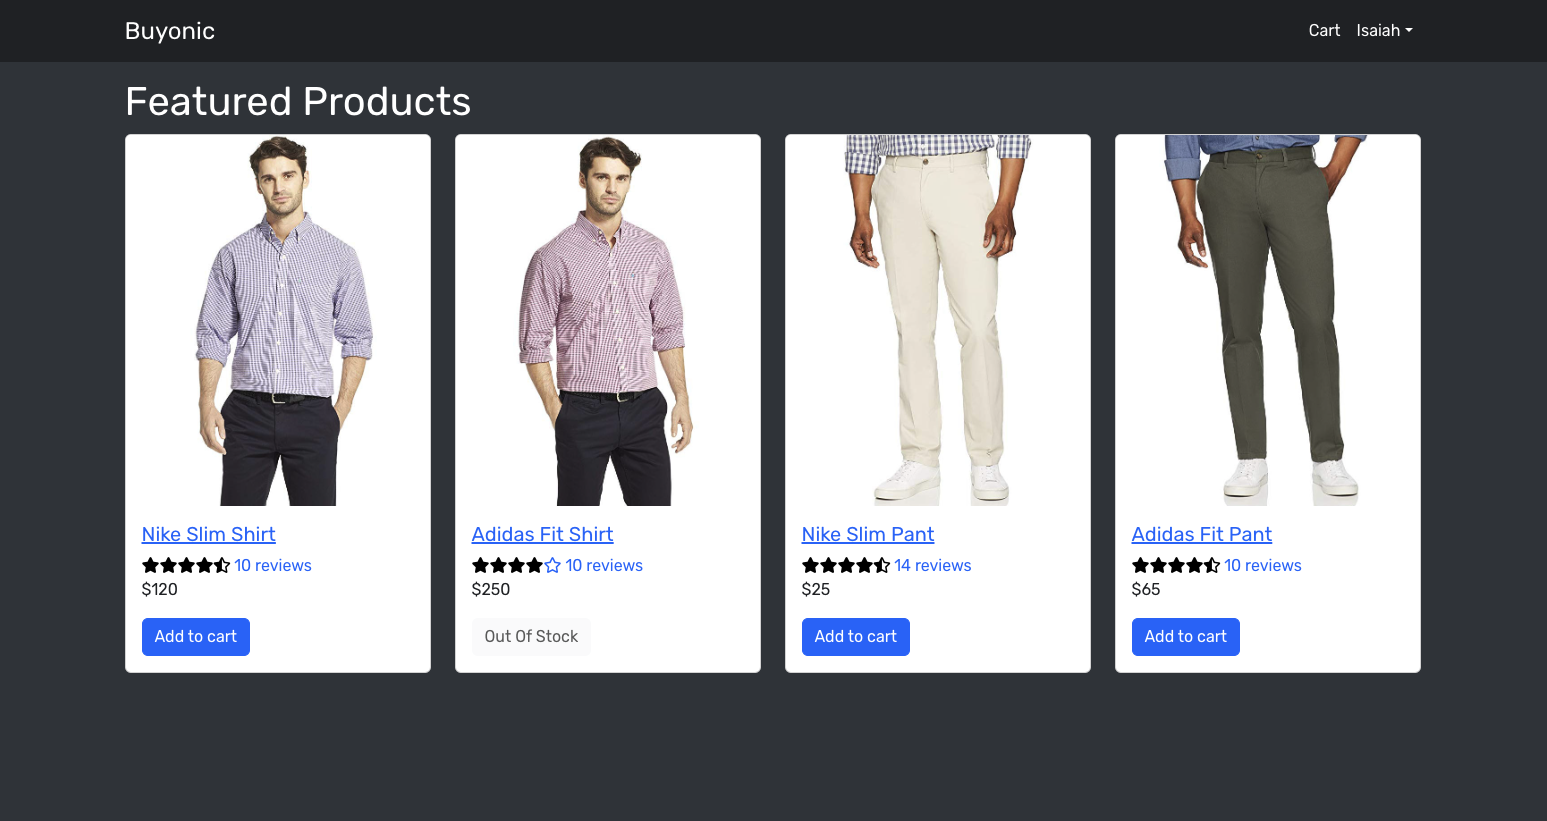 Buyonic
Cart Isaiah
Featured Products
Nike Slim Shirt
10 reviews
$120
Add to cart
Adidas Fit Shirt
10 reviews
$250
Out Of Stock
Nike Slim Pant
14 reviews
$25
Add to cart
Adidas Fit Pant
10 reviews
$65
Add to cart